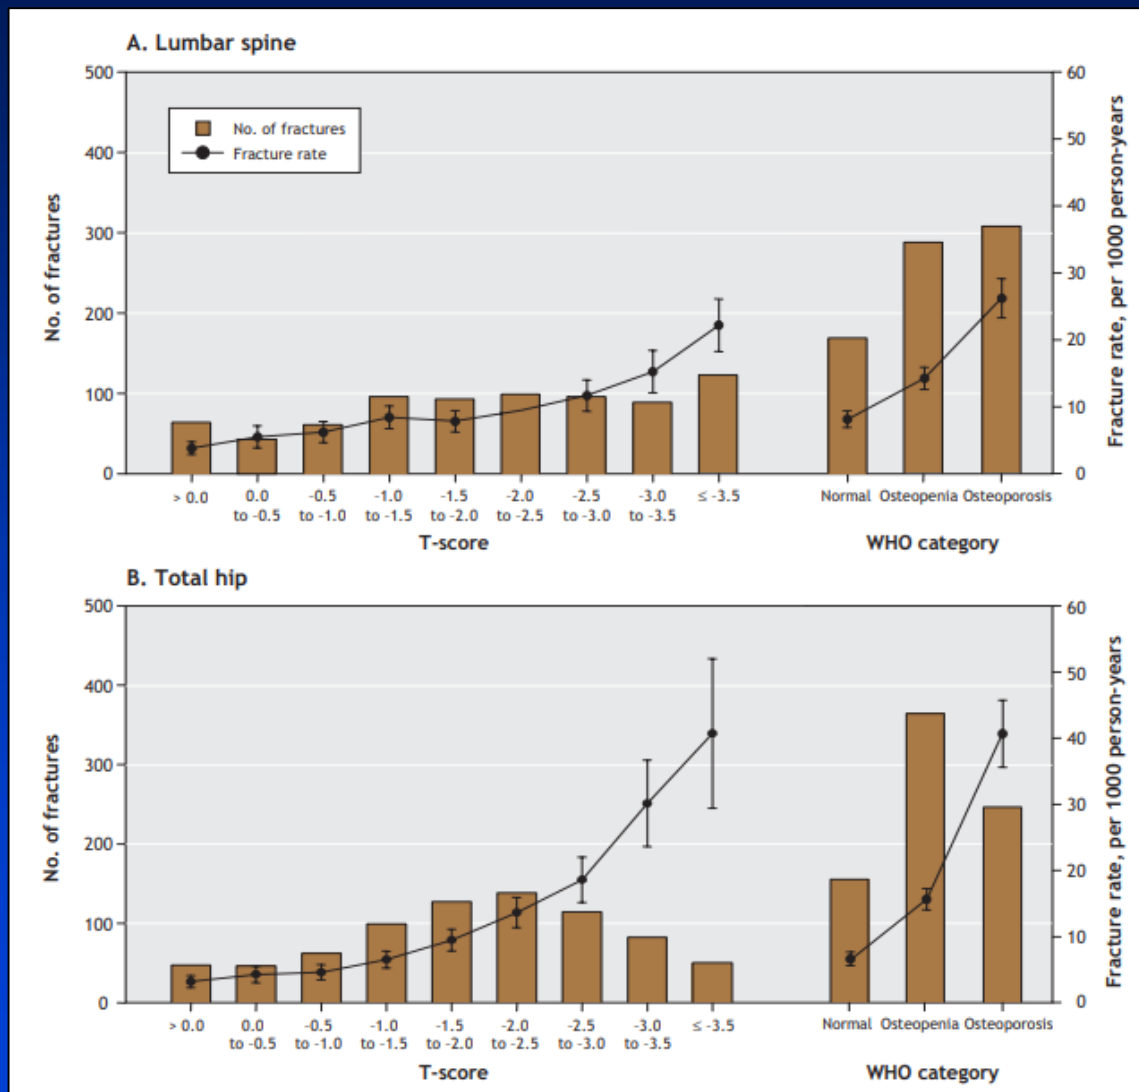 A. Lumbar spine
500
400
300
200
100
0
No. of fractures
No. of fractures
Fracture rate
60
50
40
30
20
10
0
Fracture rate, per 1000 person-years
> 0.0
0.0
to -0.5
-0.5
to -1.0
-1.0
to -1.5
-1.5
to -2.0
-2.0
to -2.5
-2.5
to -3.0
-3.0
to -3.5
≤ -3.5
Normal
Osteopenia
Osteoporosis
T-score
WHO category
B. Total hip
500
400
300
200
100
0
No. of fractures
60
50
40
30
20
10
0
Fracture rate, per 1000 person-years
> 0.0
0.0
to -0.5
-0.5
to -1.0
-1.0
to -1.5
-1.5
to -2.0
-2.0
to -2.5
-2.5
to -3.0
-3.0
to -3.5
≤ -3.5
Normal
Osteopenia
Osteoporosis
T-score
WHO category